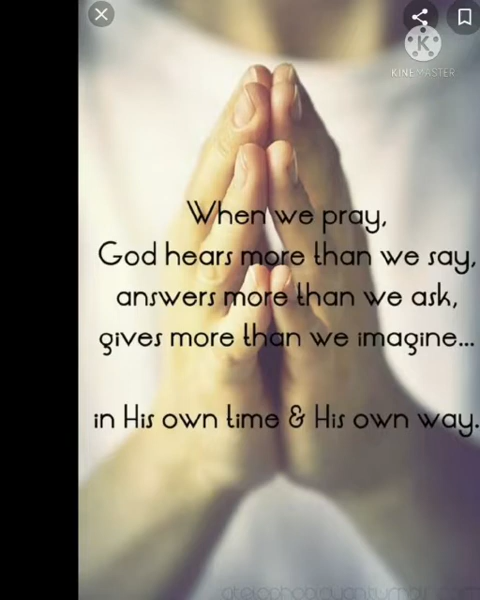 KINEMASTER
When we pray,
God hears more than we say,
answers more than we ask,
gives more than we imagine...
in His own time & His own way.